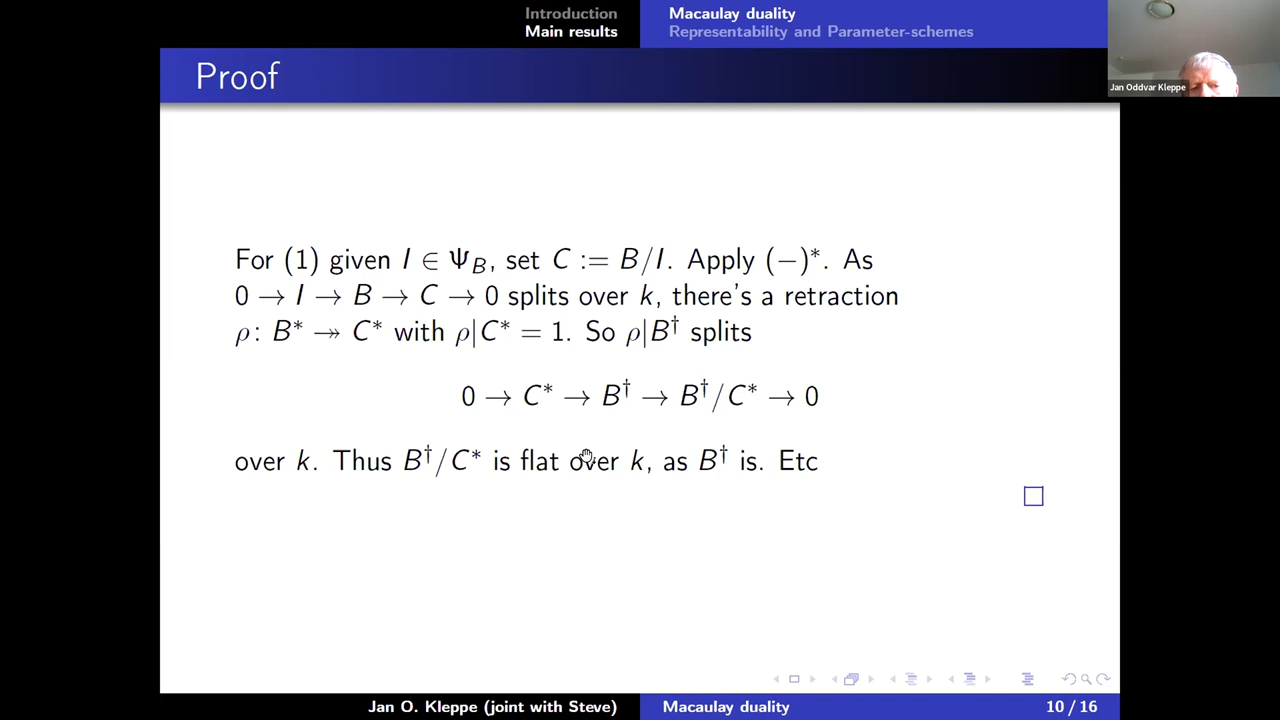 Introduction
Main results
Macaulay duality
Representability and Parameter-schemes
Jan Oddvar Kleppe
Proof
For (1) given I ∈ Ψ_B, set C := B/I. Apply (−)*. As
0 → I → B → C → 0 splits over k, there's a retraction
ρ: B* ↠ C* with ρ|C* = 1. So ρ|B† splits
0 → C* → B† → B†/C* → 0
over k. Thus B†/C* is flat over k, as B† is. Etc
Jan O. Kleppe (joint with Steve)
Macaulay duality
10 / 16